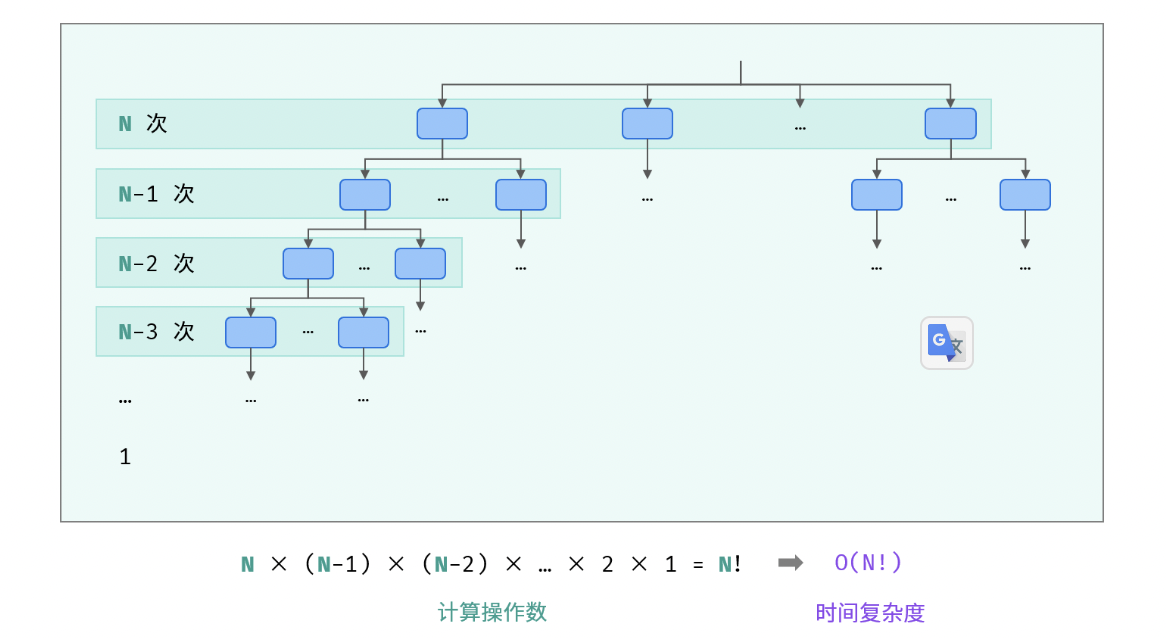 N 次 … 
N-1 次 … … …
N-2 次 … … … …
N-3 次 … …
… … …
1
N × (N-1) × (N-2) × … × 2 × 1 = N! O(N!)
计算操作数 时间复杂度
G 文